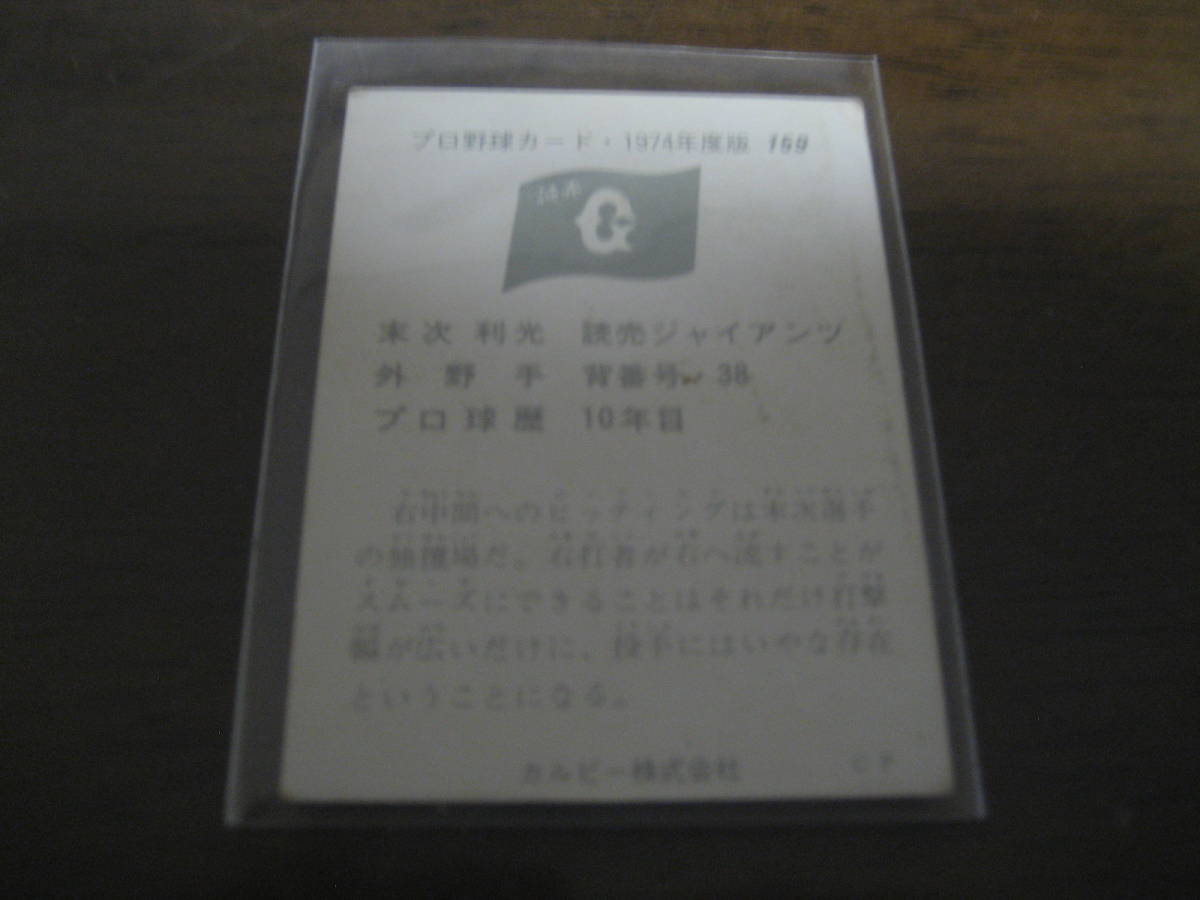 プロ野球カード・1974年度版 159
読売
G
末次 利光 読売ジャイアンツ
外野手 背番号 38
プロ球歴 10年目
右中間へのヒッティングは末次選手
の独壇場だ。右打者が右へ流すことが
スムーズにできることはそれだけ打撃
幅が広いだけに、投手にはいやな存在
ということになる。
カルビー株式会社